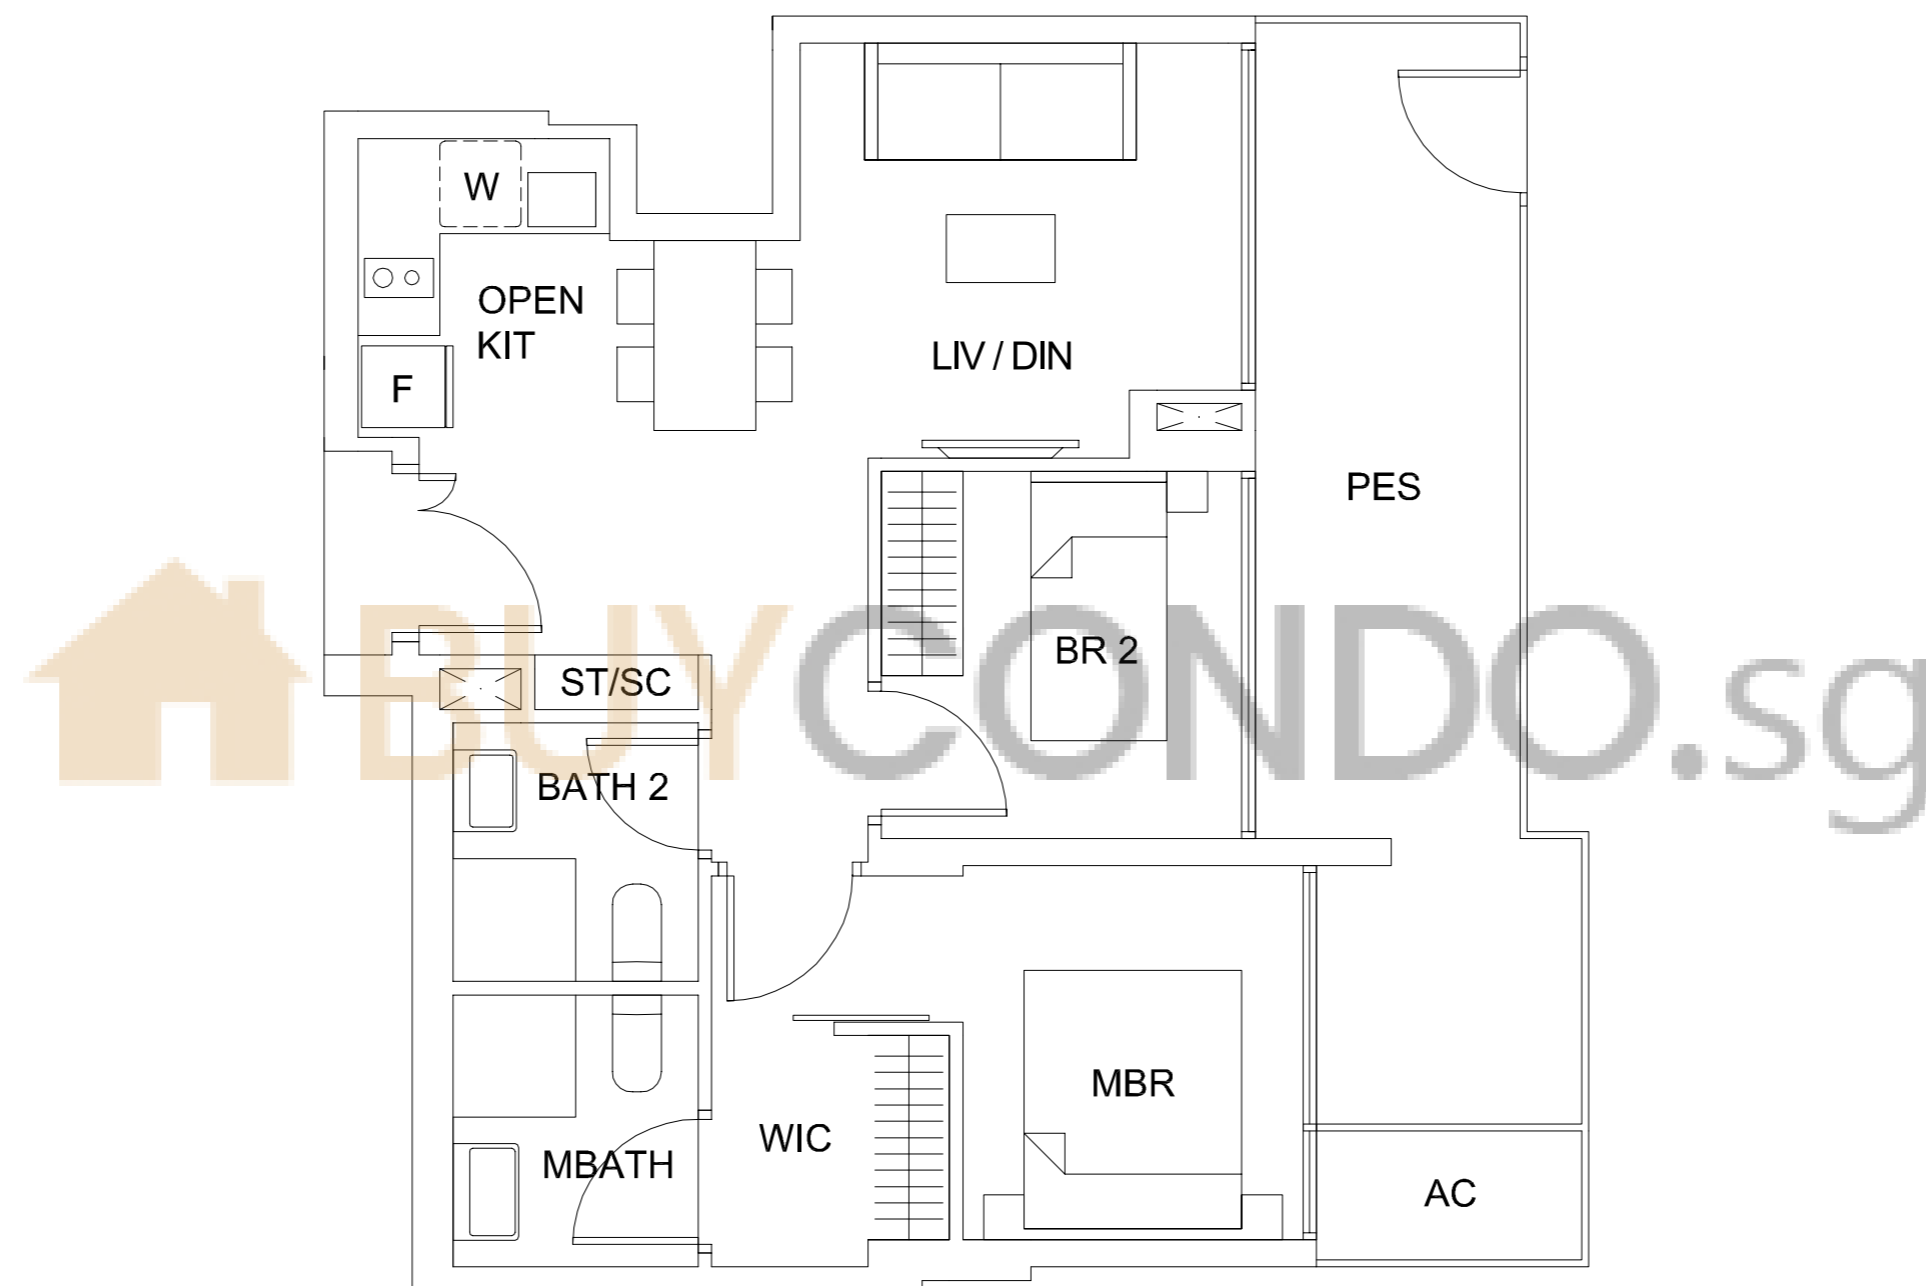 W
OPEN
KIT
F
LIV / DIN
PES
ST/SC
BR 2
BUYCONDO.sg
BATH 2
MBR
WIC
MBATH
AC